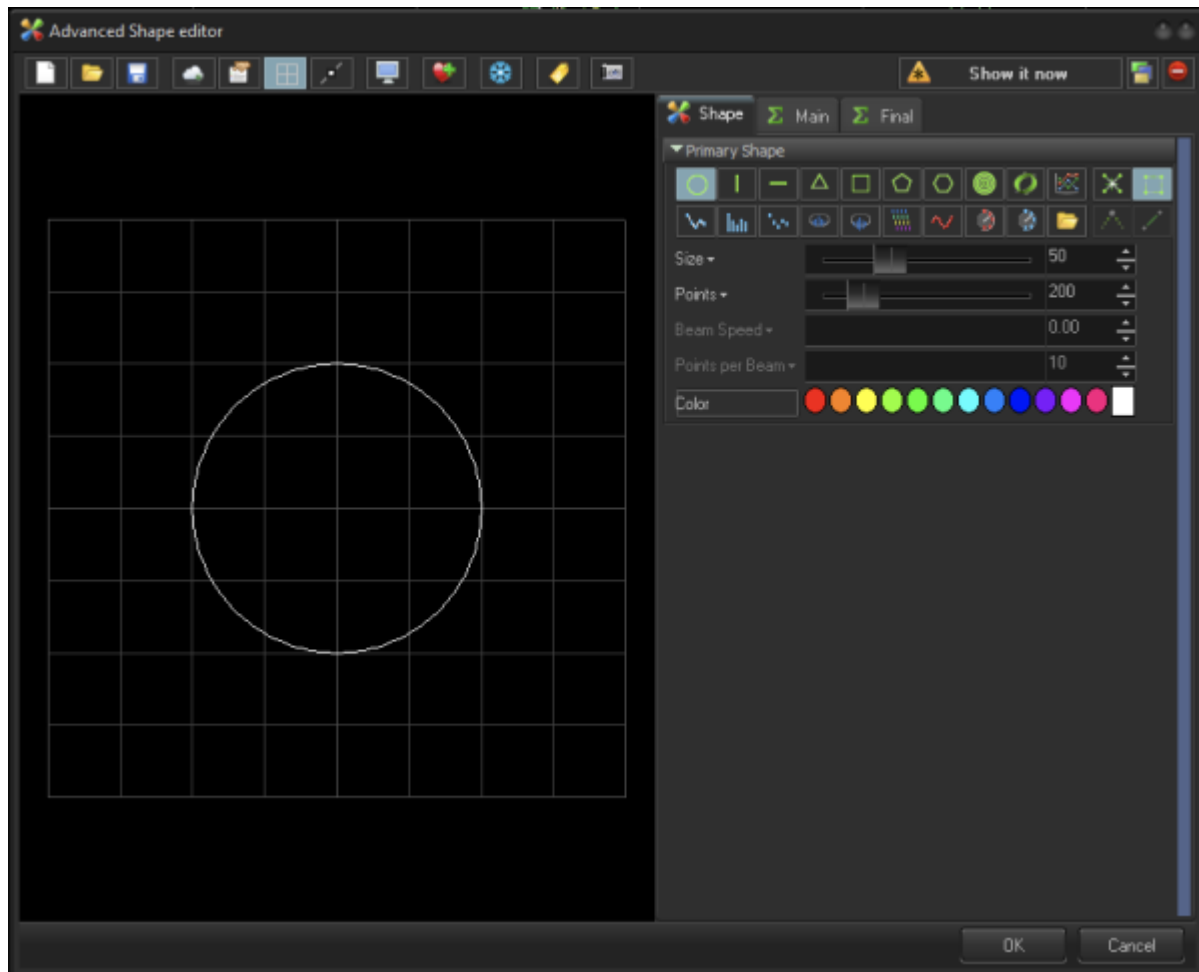 Advanced Shape editor
Show it now
Shape Main Final
Primary Shape
Size 50
Points 200
Beam Speed 0.00
Points per Beam 10
Color
OK Cancel